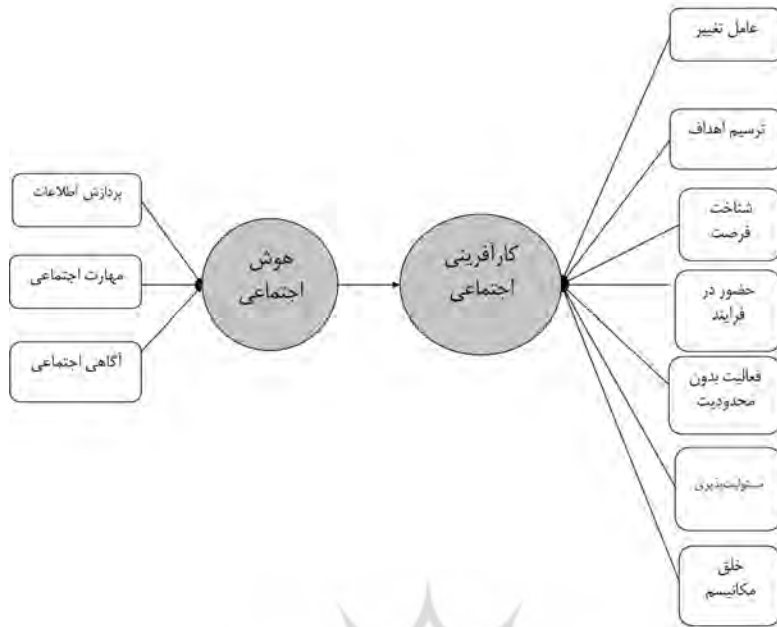 عامل تغییر
ترسیم اهداف
شناخت
فرصت
حضور در
فرایند
فعالیت بدون
محدودیت
مسئولیت‌پذیری
خلق
مکانیسم
کارآفرینی
اجتماعی
هوش
اجتماعی
پردازش اطلاعات
مهارت اجتماعی
آگاهی اجتماعی